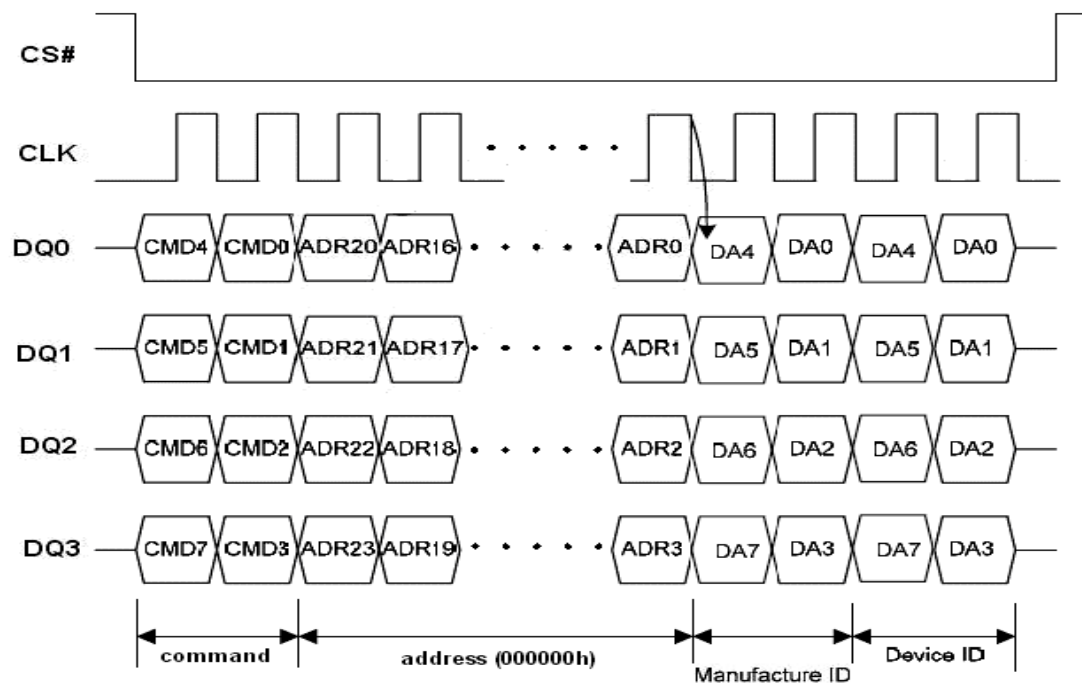 CS#
CLK
DQ0 CMD4 CMD0 ADR20 ADR16 ADR0 DA4 DA0 DA4 DA0
DQ1 CMD5 CMD1 ADR21 ADR17 ADR1 DA5 DA1 DA5 DA1
DQ2 CMD6 CMD2 ADR22 ADR18 ADR2 DA6 DA2 DA6 DA2
DQ3 CMD7 CMD3 ADR23 ADR19 ADR3 DA7 DA3 DA7 DA3
command address (000000h) Manufacture ID Device ID